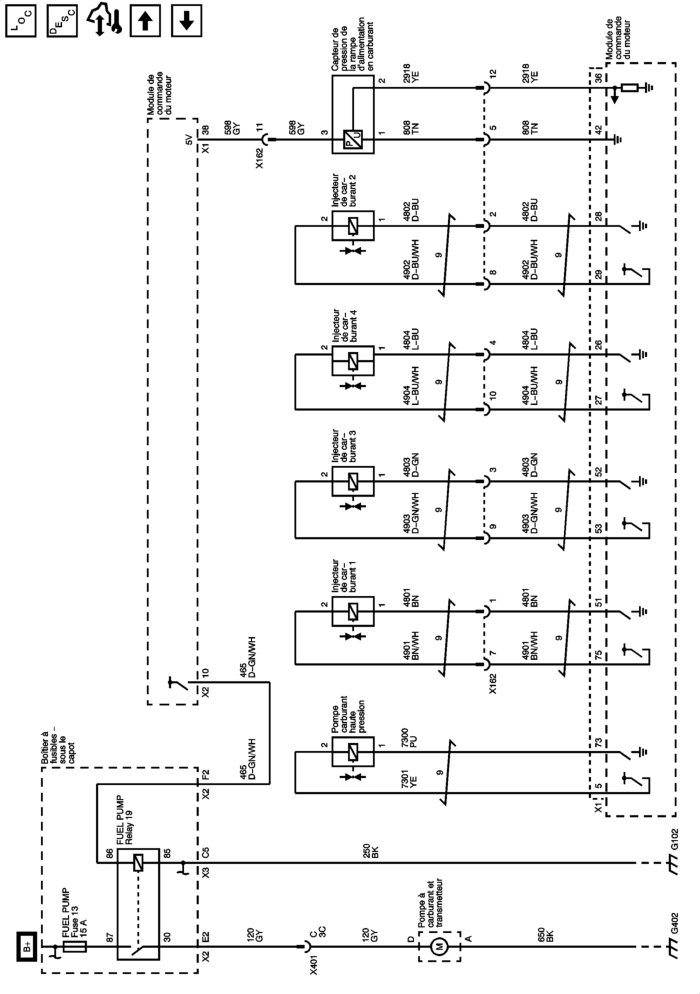 L O C
D E S C
B+
Boîtier à
fusibles –
sous le
capot
FUEL PUMP
Fuse 13
15 A
FUEL PUMP
Relay 19
87
30
86
85
X2
E2
X3
C5
X2
F2
120
GY
X401
C
3C
120
GY
D
Pompe à
carburant et
transmetteur
M
A
650
BK
G402
250
BK
G102
465
D-GN/WH
465
D-GN/WH
X2
10
Module de
commande
du moteur
5V
X1
38
598
GY
X162
11
598
GY
3
Capteur de
pression de
la rampe
d'alimentation
en carburant
P
U
2
1
2918
YE
12
2918
YE
36
808
TN
5
808
TN
42
Module de
commande
du moteur
Injecteur
de car-
burant 2
2
1
4802
D-BU
2
4802
D-BU
28
4902
D-BU/WH
9
8
4902
D-BU/WH
9
29
Injecteur
de car-
burant 4
2
1
4804
L-BU
4
4804
L-BU
26
4904
L-BU/WH
9
10
4904
L-BU/WH
9
27
Injecteur
de car-
burant 3
2
1
4803
D-GN
3
4803
D-GN
52
4903
D-GN/WH
9
9
4903
D-GN/WH
9
53
Injecteur
de car-
burant 1
2
1
4801
BN
1
4801
BN
51
4901
BN/WH
9
7
X162
4901
BN/WH
9
75
Pompe
carburant
haute
pression
2
1
7300
PU
73
7301
YE
9
5
X1